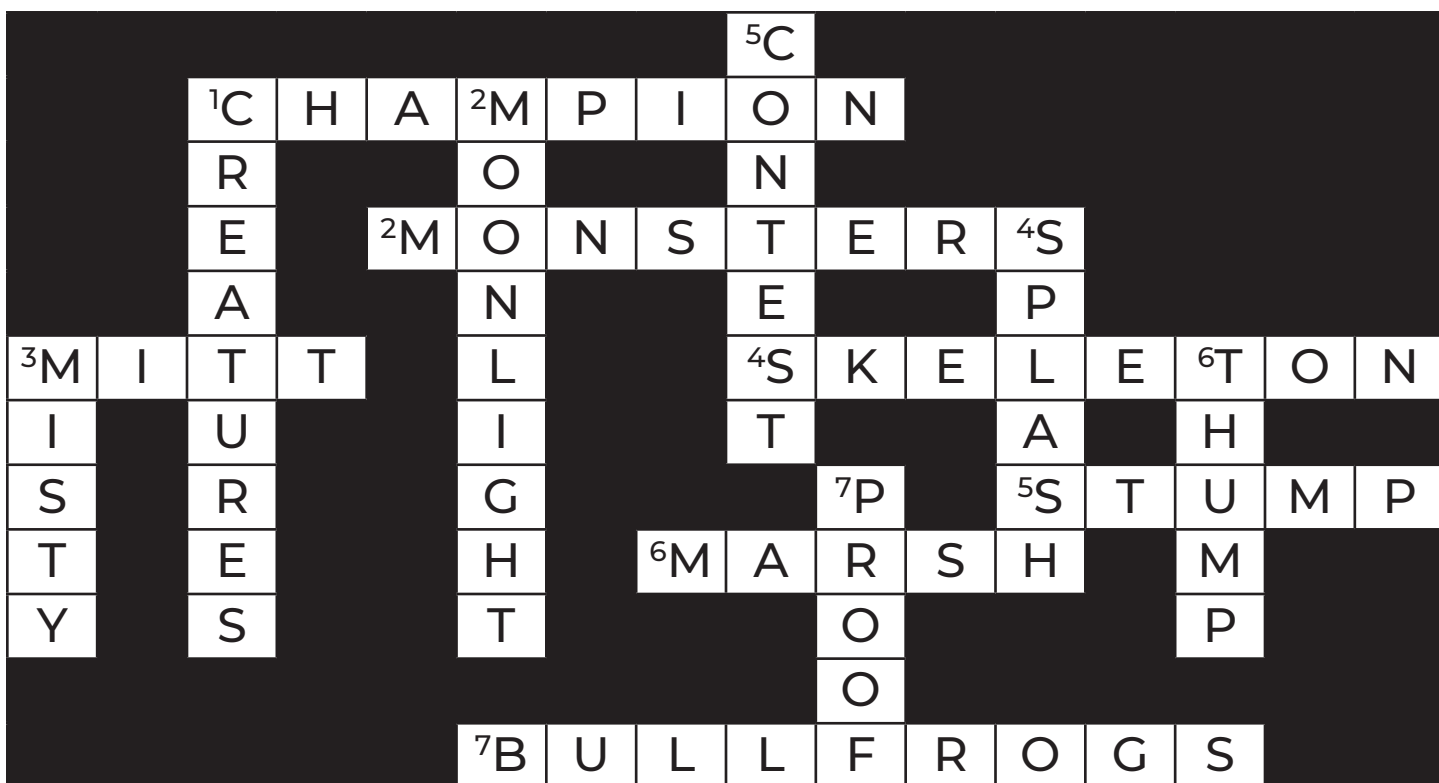 ⁵C
¹C H A ²M P I O N
R O N
E ²M O N S T E R ⁴S
A N E P
³M I T T L ⁴S K E L E ⁶T O N
I U I T A H
S R G ⁷P ⁵S T U M P
T E H ⁶M A R S H M
Y S T O P
O
⁷B U L L F R O G S